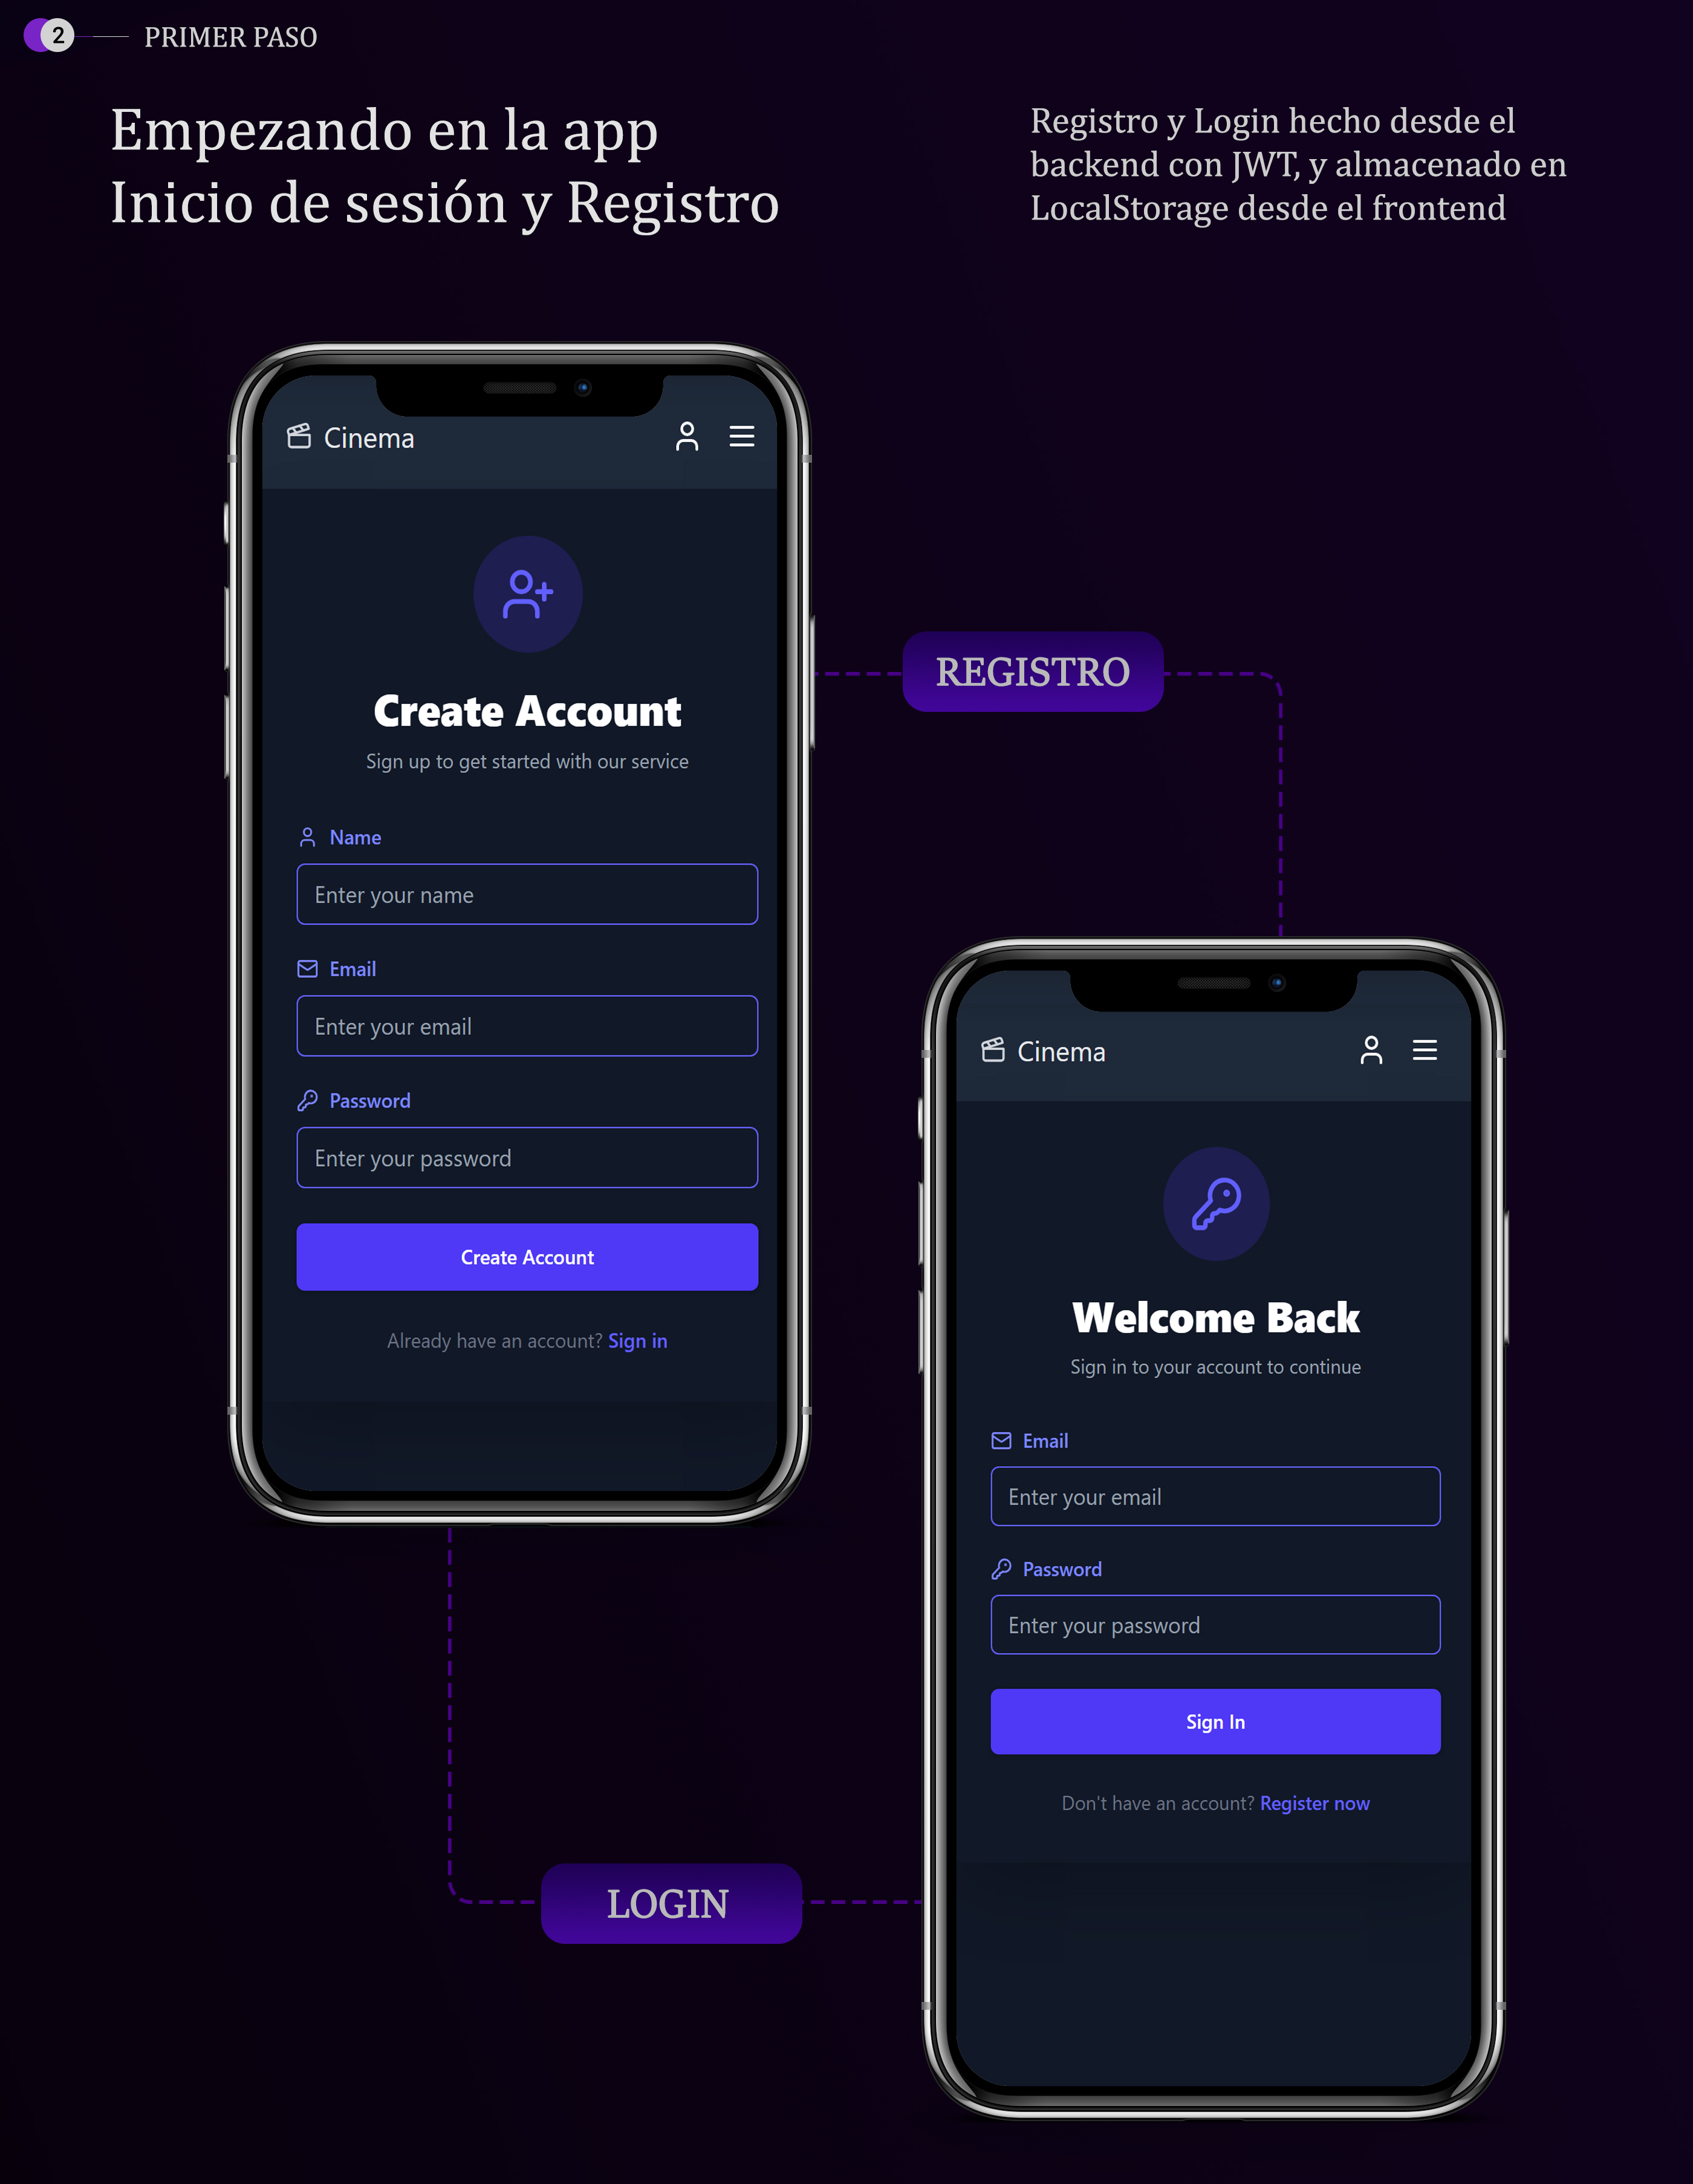 2
PRIMER PASO
Empezando en la app
Inicio de sesión y Registro
Registro y Login hecho desde el
backend con JWT, y almacenado en
LocalStorage desde el frontend
Cinema
Create Account
Sign up to get started with our service
Name
Enter your name
Email
Enter your email
Password
Enter your password
Create Account
Already have an account? Sign in
REGISTRO
Cinema
Welcome Back
Sign in to your account to continue
Email
Enter your email
Password
Enter your password
Sign In
Don't have an account? Register now
LOGIN